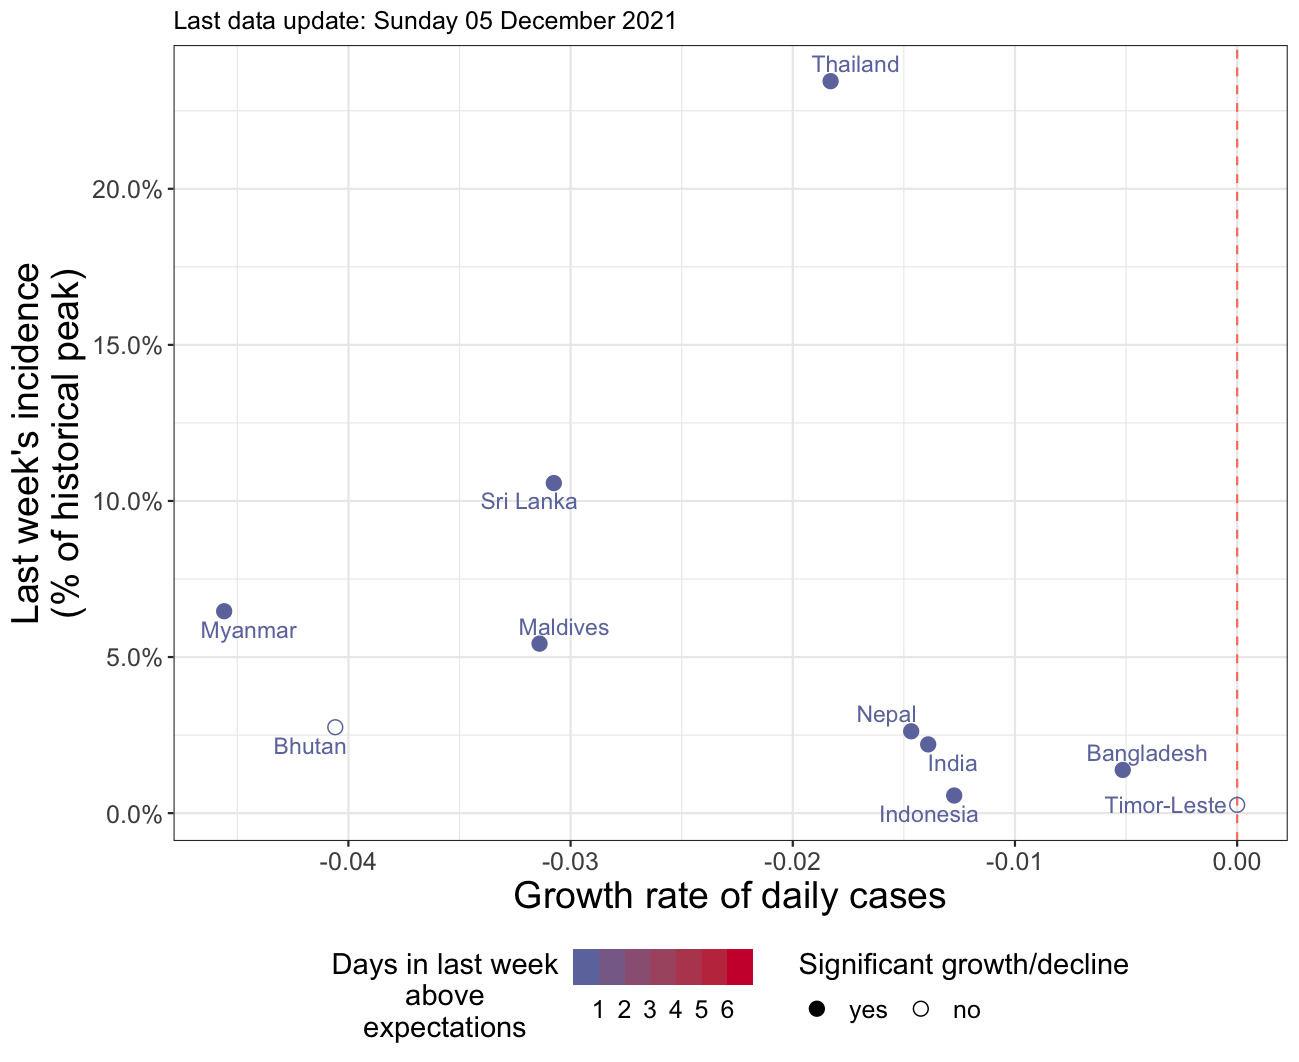 Last data update: Sunday 05 December 2021
Last week's incidence
(% of historical peak)
20.0%
15.0%
10.0%
5.0%
0.0%
Thailand
Sri Lanka
Myanmar
Maldives
Bhutan
Nepal
India
Bangladesh
Indonesia
Timor-Leste
-0.04 -0.03 -0.02 -0.01 0.00
Growth rate of daily cases
Days in last week
above
expectations
1 2 3 4 5 6
Significant growth/decline
yes no